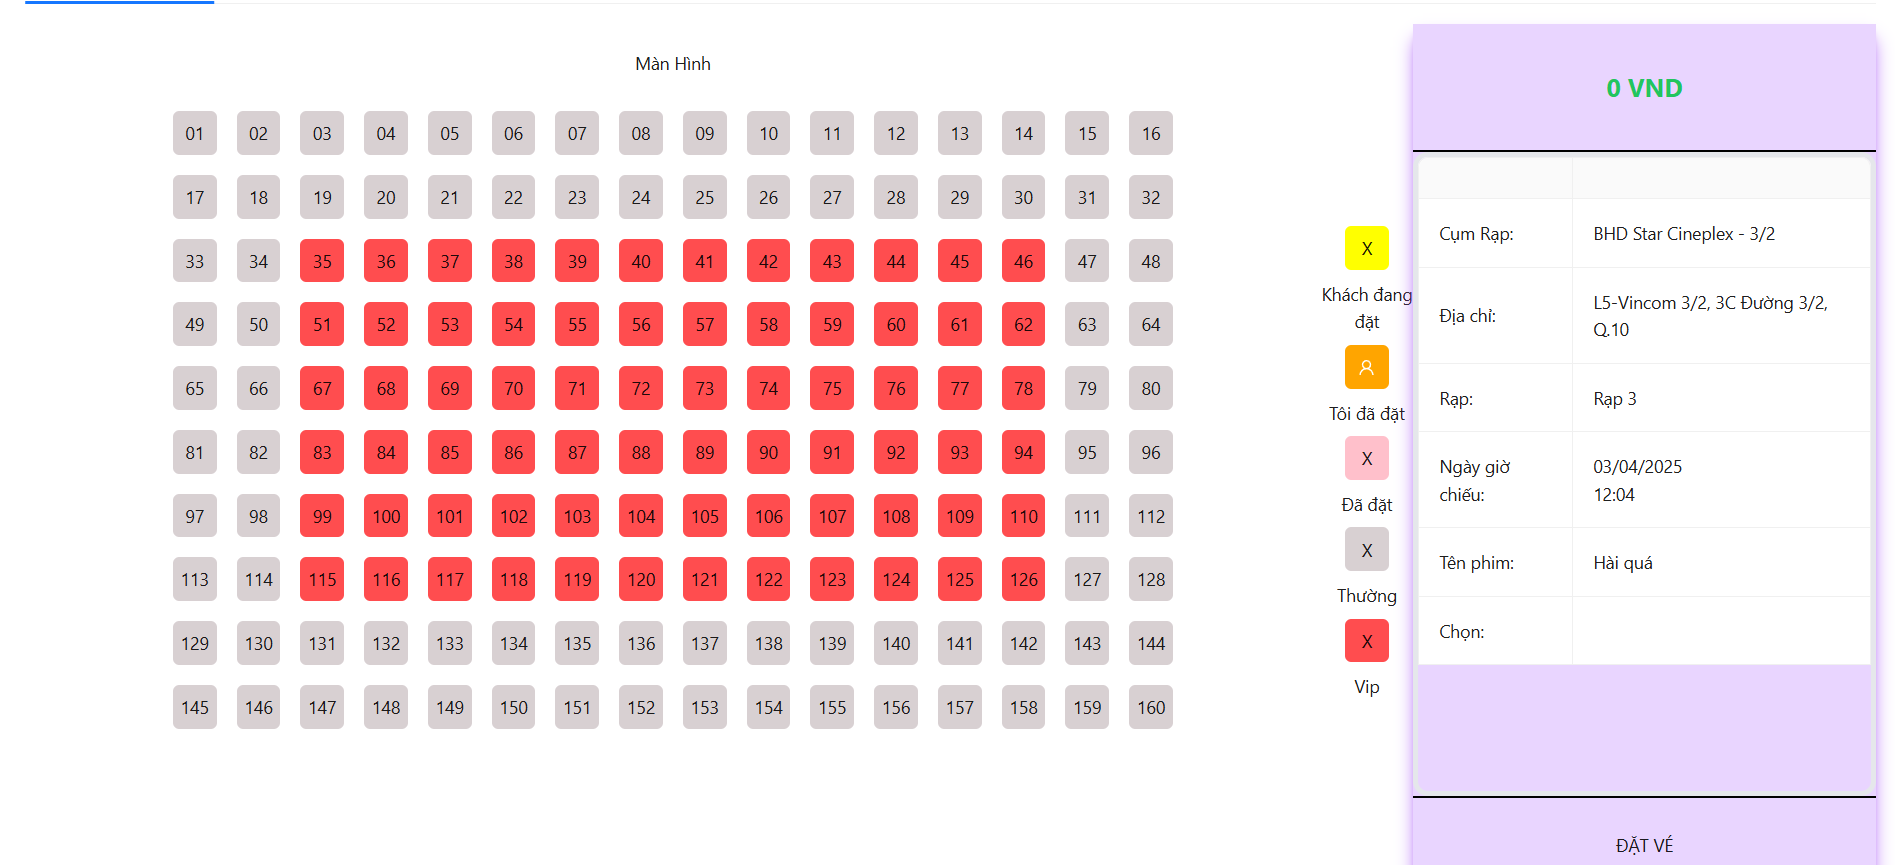 Màn Hình
01 02 03 04 05 06 07 08 09 10 11 12 13 14 15 16
17 18 19 20 21 22 23 24 25 26 27 28 29 30 31 32
33 34 35 36 37 38 39 40 41 42 43 44 45 46 47 48
49 50 51 52 53 54 55 56 57 58 59 60 61 62 63 64
65 66 67 68 69 70 71 72 73 74 75 76 77 78 79 80
81 82 83 84 85 86 87 88 89 90 91 92 93 94 95 96
97 98 99 100 101 102 103 104 105 106 107 108 109 110 111 112
113 114 115 116 117 118 119 120 121 122 123 124 125 126 127 128
129 130 131 132 133 134 135 136 137 138 139 140 141 142 143 144
145 146 147 148 149 150 151 152 153 154 155 156 157 158 159 160
X
Khách đang
đặt
Tôi đã đặt
X
Đã đặt
X
Thường
X
Vip
0 VND
Cụm Rạp: BHD Star Cineplex - 3/2
Địa chỉ: L5-Vincom 3/2, 3C Đường 3/2,
Q.10
Rạp: Rạp 3
Ngày giờ
chiếu:
03/04/2025
12:04
Tên phim: Hài quá
Chọn:
ĐẶT VÉ